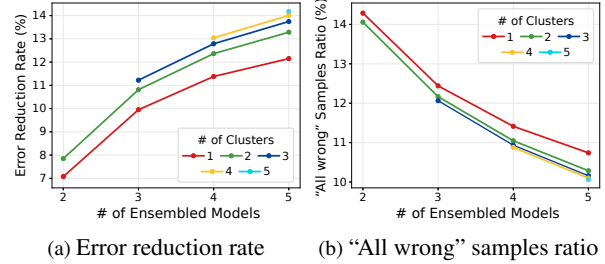 (a)
Error Reduction Rate (%)
14
13
12
11
10
9
8
7
# of Clusters
1 2 3
4 5
2 3 4 5
# of Ensembled Models
(a) Error reduction rate
(b)
"All wrong" Samples Ratio (%)
14
13
12
11
10
# of Clusters
1 2 3
4 5
2 3 4 5
# of Ensembled Models
(b) “All wrong” samples ratio